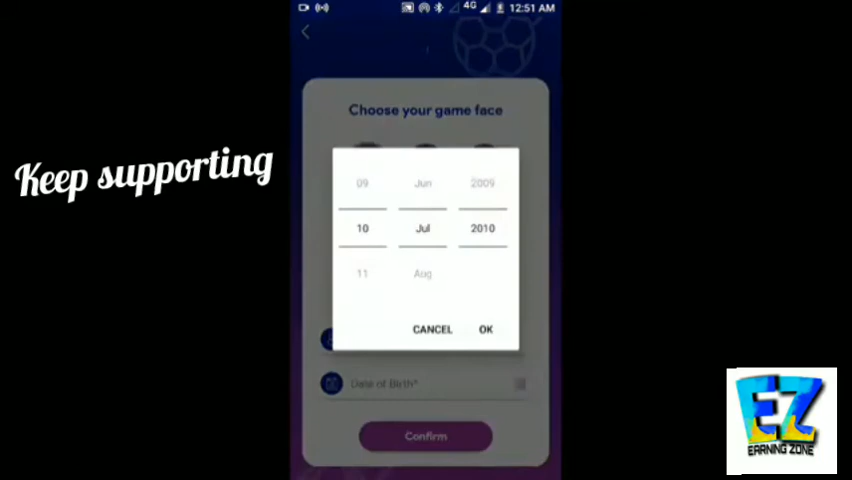 4G 12:51 AM
Choose your game face
Keep supporting
09 Jun 2009
10 Jul 2010
11 Aug
CANCEL OK
Date of Birth*
Confirm
EZ
EARNING ZONE